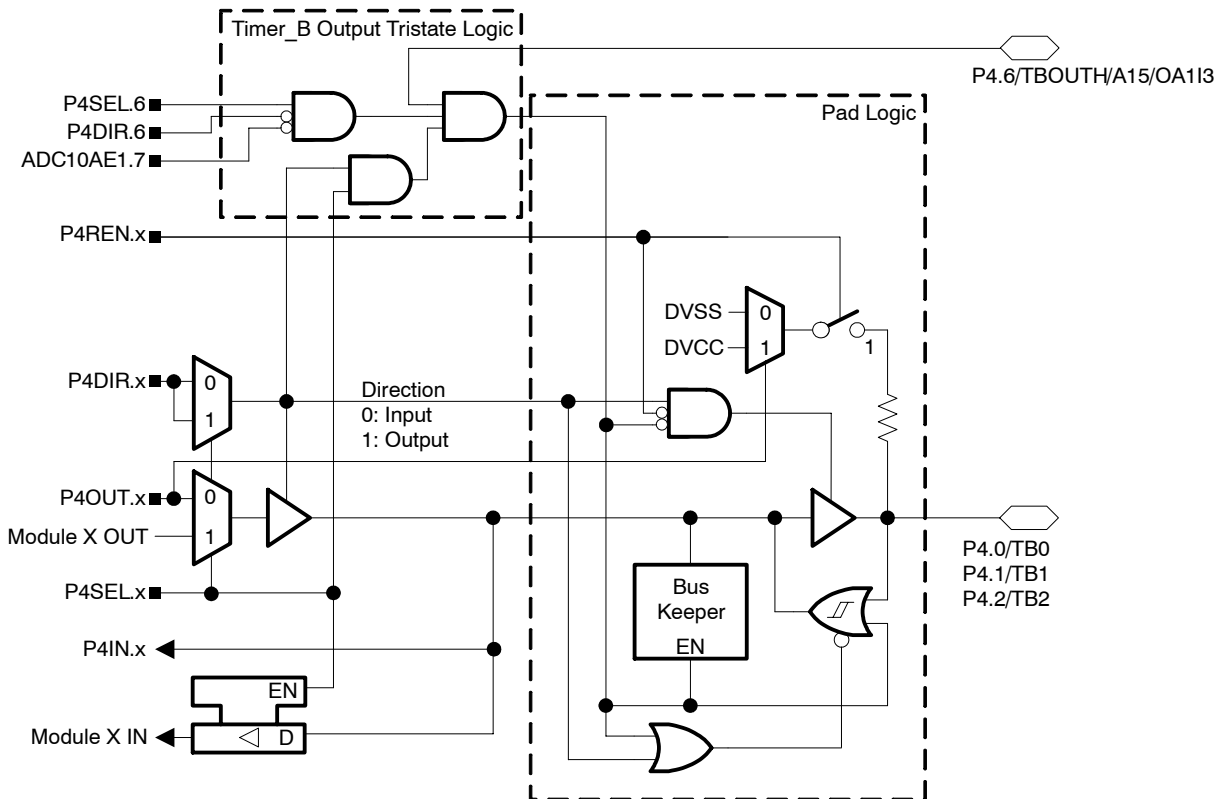 Timer_B Output Tristate Logic
P4.6/TBOUTH/A15/OA1I3
P4SEL.6
P4DIR.6
ADC10AE1.7
Pad Logic
P4REN.x
DVSS
0
DVCC
1
1
P4DIR.x
0
1
Direction
0: Input
1: Output
P4OUT.x
0
Module X OUT
1
P4.0/TB0
P4.1/TB1
P4.2/TB2
P4SEL.x
Bus
Keeper
EN
P4IN.x
EN
Module X IN
D